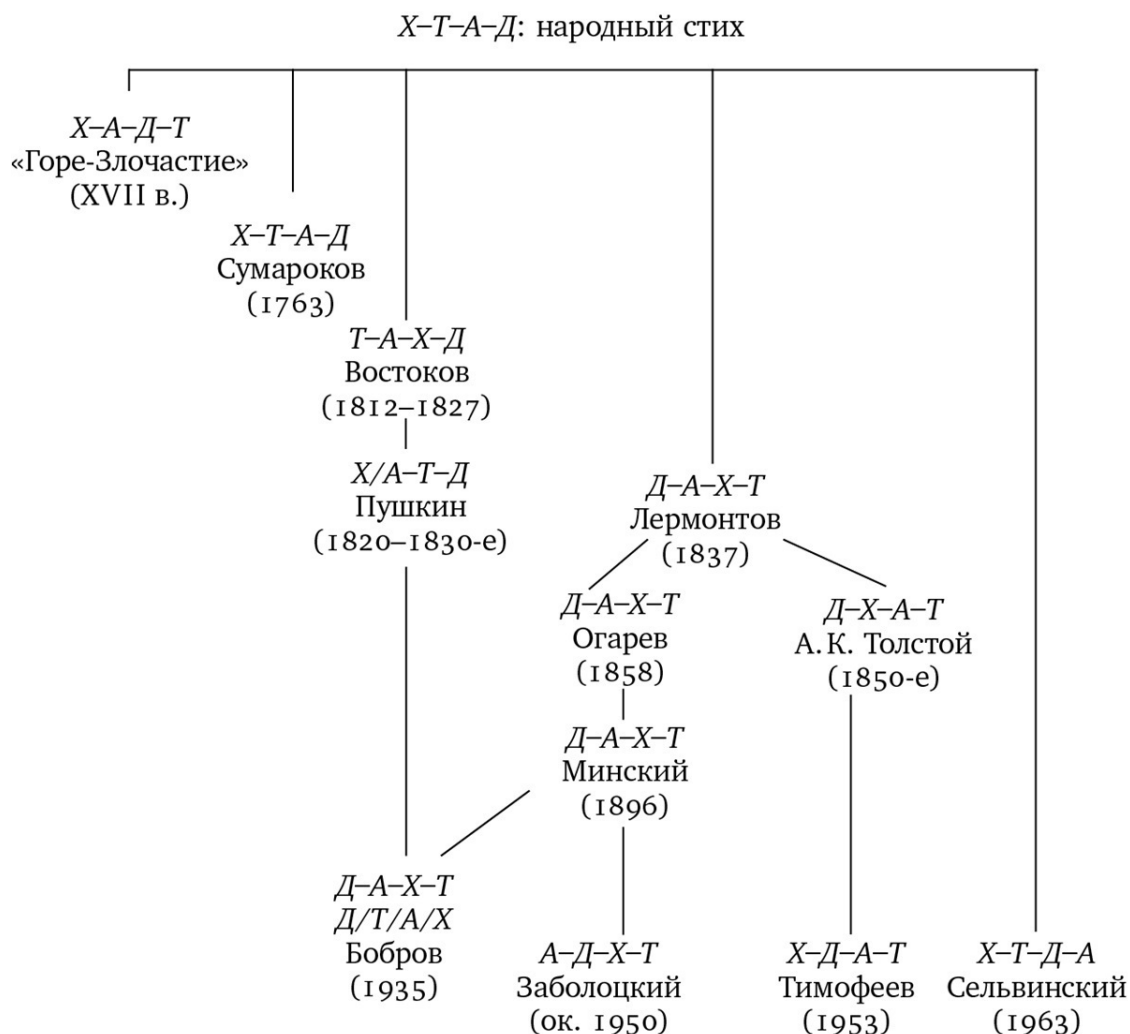 Х–Т–А–Д: народный стих
Х–А–Д–Т
«Горе-Злочастие»
(XVII в.)
Х–Т–А–Д
Сумароков
(1763)
Т–А–Х–Д
Востоков
(1812–1827)
Х/А–Т–Д
Пушкин
(1820–1830-е)
Д–А–Х–Т
Лермонтов
(1837)
Д–А–Х–Т
Огарев
(1858)
Д–Х–А–Т
А. К. Толстой
(1850-е)
Д–А–Х–Т
Минский
(1896)
Д–А–Х–Т
Д/Т/А/Х
Бобров
(1935)
А–Д–Х–Т
Заболоцкий
(ок. 1950)
Х–Д–А–Т
Тимофеев
(1953)
Х–Т–Д–А
Сельвинский
(1963)